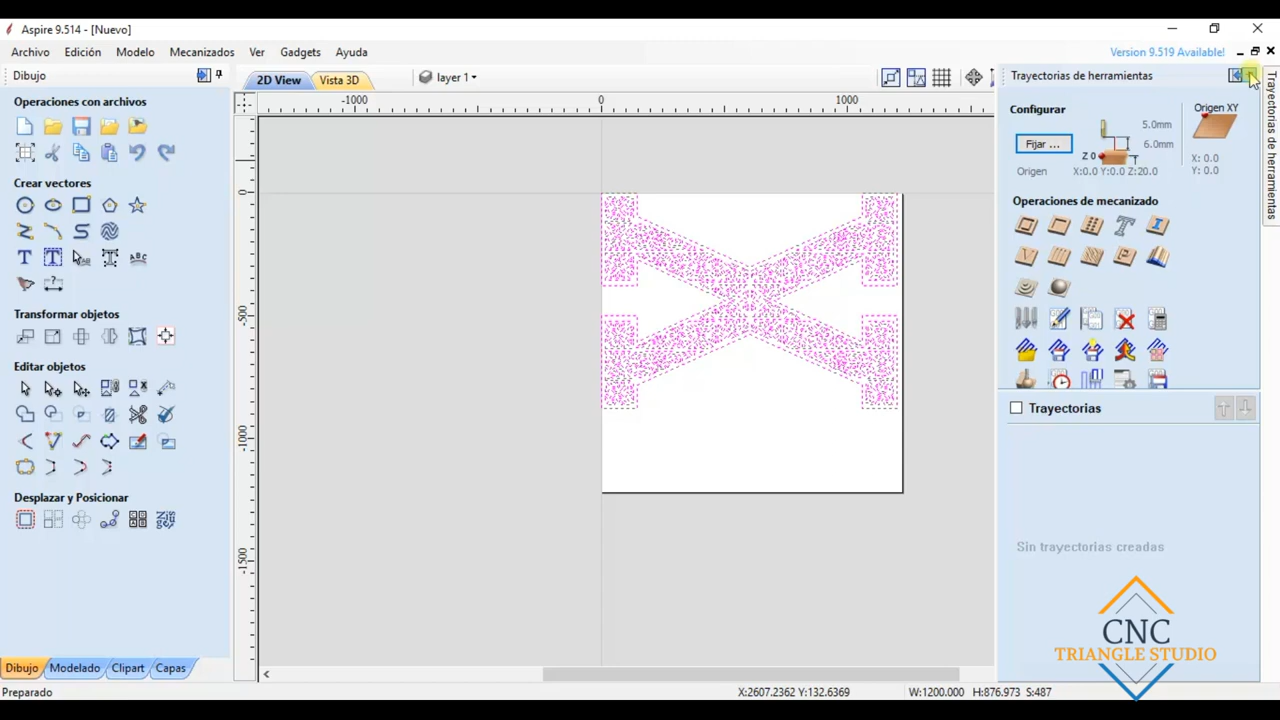 Aspire 9.514 - [Nuevo]
Archivo Edición Modelo Mecanizados Ver Gadgets Ayuda
Version 9.519 Available!
Dibujo
2D View Vista 3D
layer 1
Trayectorias de herramientas
Trayectorias de herramientas
Operaciones con archivos
-1000 0 1000
Configurar
Origen XY
5.0mm
Fijar ...
6.0mm
Z 0
Origen
X:0.0 Y:0.0 Z:20.0
X: 0.0
Y: 0.0
Crear vectores
0
Operaciones de mecanizado
T T
ABC
Transformar objetos
-500
Editar objetos
Trayectorias
-1000
Desplazar y Posicionar
Sin trayectorias creadas
-1500
CNC
TRIANGLE STUDIO
Dibujo Modelado Clipart Capas
Preparado
X:2607.2362 Y:132.6369
W:1200.000 H:876.973 S:487